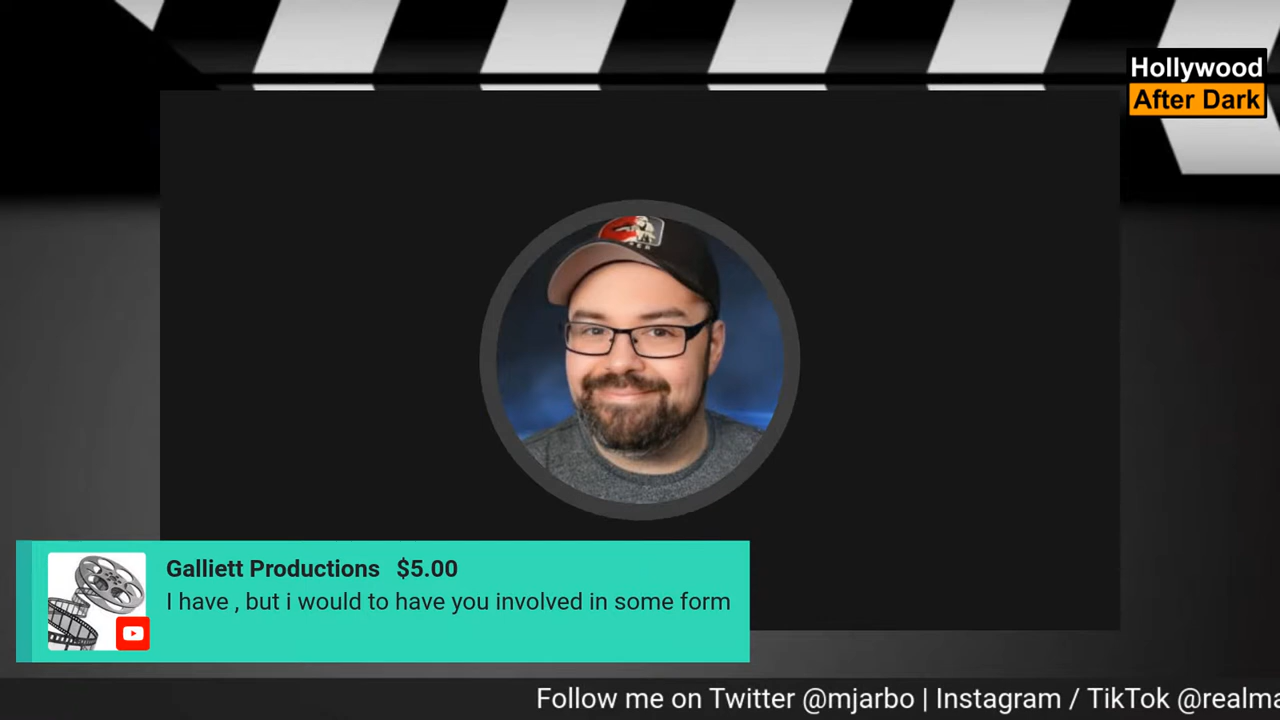 Hollywood
After Dark
Galliett Productions $5.00
I have , but i would to have you involved in some form
Follow me on Twitter @mjarbo | Instagram / TikTok @realma